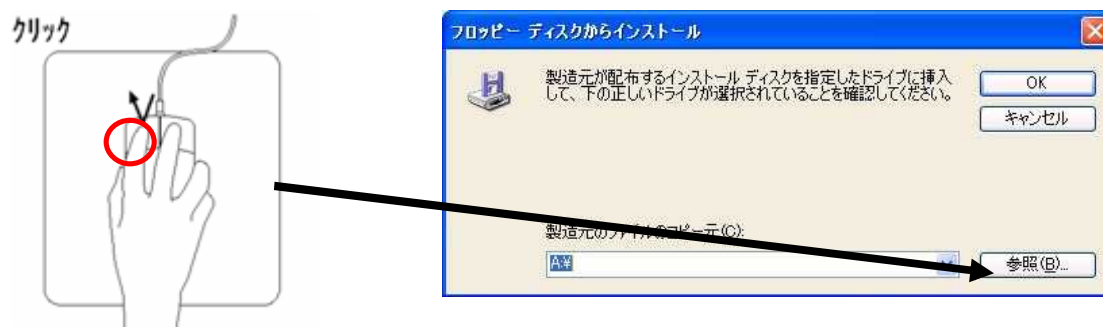 クリック
フロッピー ディスクからインストール
製造元が配布するインストール ディスクを指定したドライブに挿入
して、下の正しいドライブが選択されていることを確認してください。
OK
キャンセル
製造元のファイルのコピー元(C):
A:¥
参照(B)...